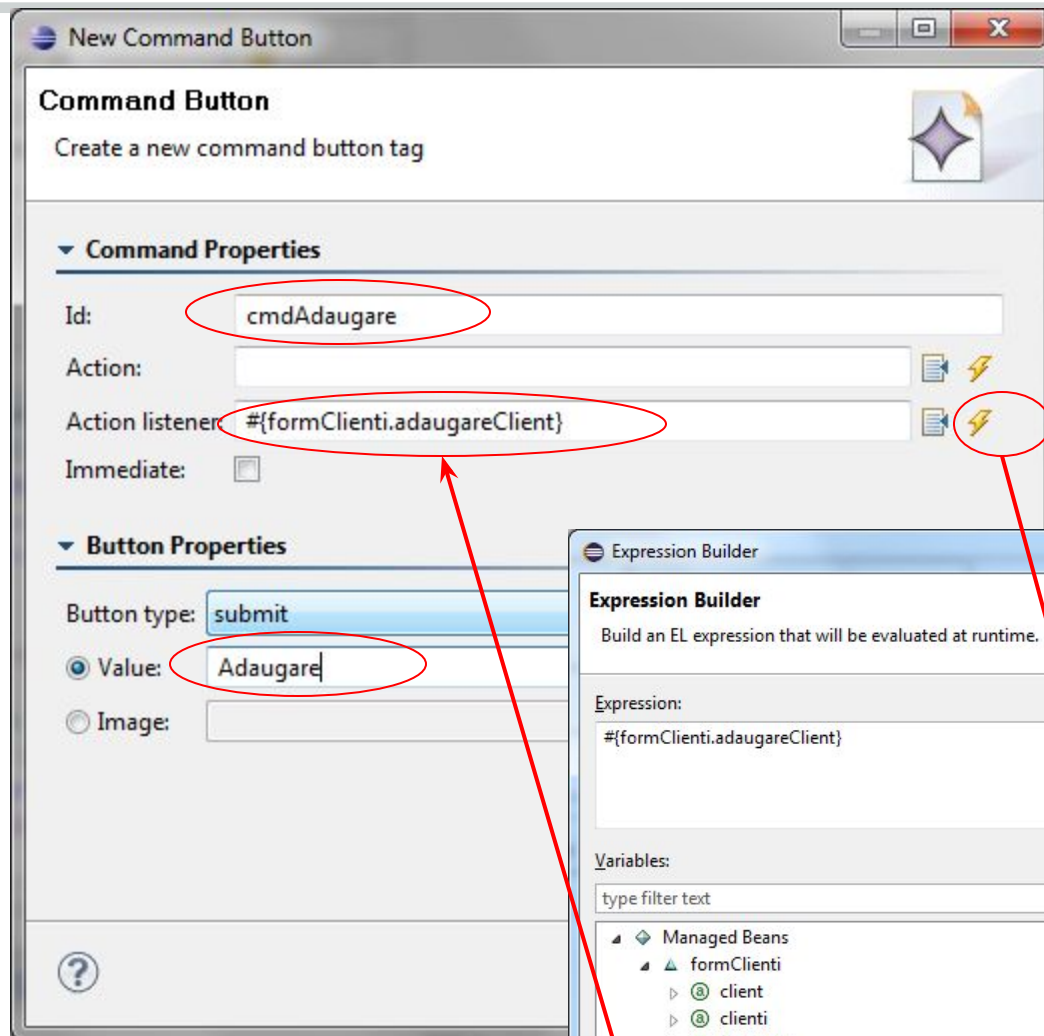 New Command Button
Command Button
Create a new command button tag
Command Properties
Id: cmdAdaugare
Action:
Action listener: #{formClienti.adaugareClient}
Immediate:
Button Properties
Button type: submit
Value: Adaugare
Image:
Expression Builder
Expression Builder
Build an EL expression that will be evaluated at runtime.
Expression:
#{formClienti.adaugareClient}
Variables:
type filter text
Managed Beans
formClienti
client
clienti